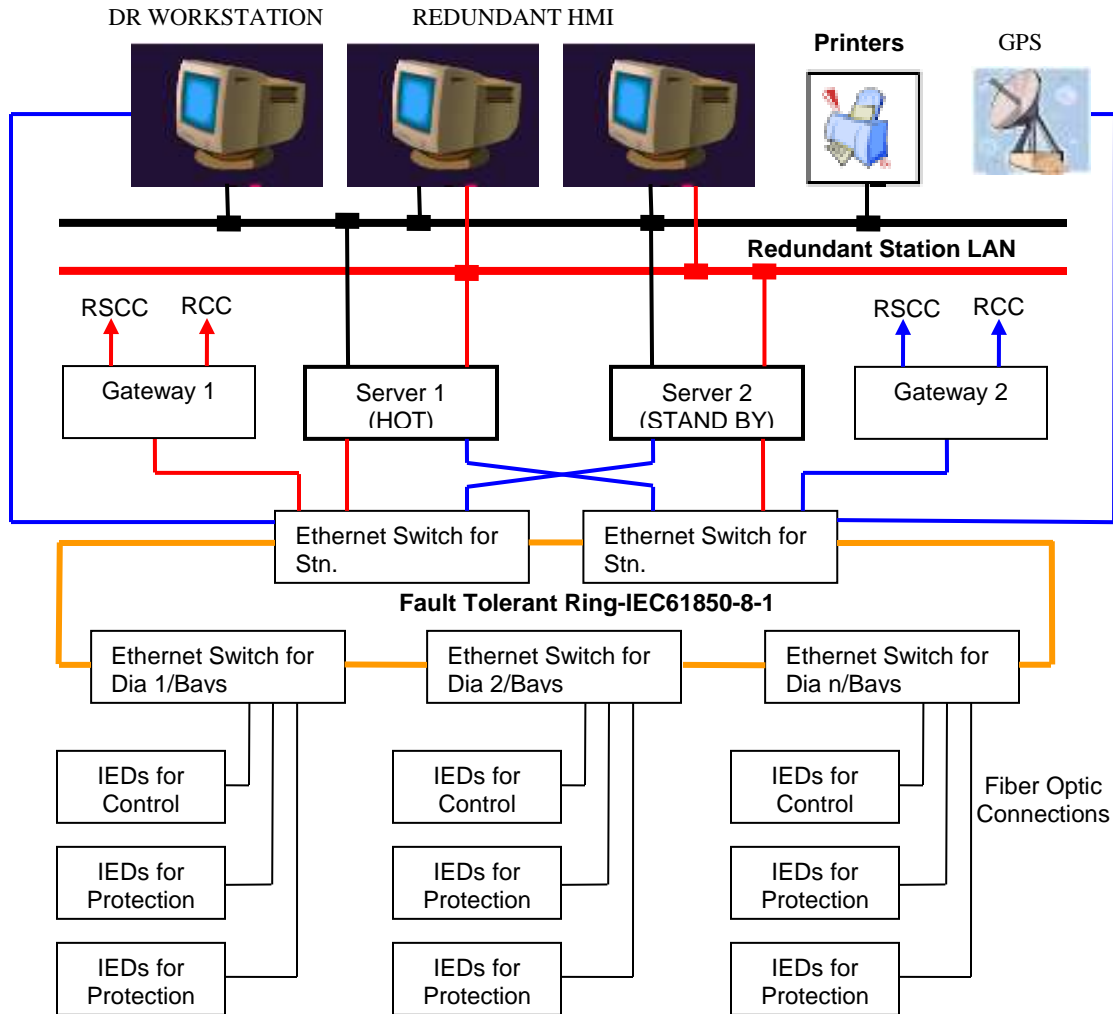 DR WORKSTATION
REDUNDANT HMI
Printers
GPS
Redundant Station LAN
RSCC
RCC
RSCC
RCC
Gateway 1
Server 1
(HOT)
Server 2
(STAND BY)
Gateway 2
Ethernet Switch for
Stn.
Ethernet Switch for
Stn.
Fault Tolerant Ring-IEC61850-8-1
Ethernet Switch for
Dia 1/Bays
Ethernet Switch for
Dia 2/Bays
Ethernet Switch for
Dia n/Bays
IEDs for
Control
IEDs for
Control
IEDs for
Control
Fiber Optic
Connections
IEDs for
Protection
IEDs for
Protection
IEDs for
Protection
IEDs for
Protection
IEDs for
Protection
IEDs for
Protection